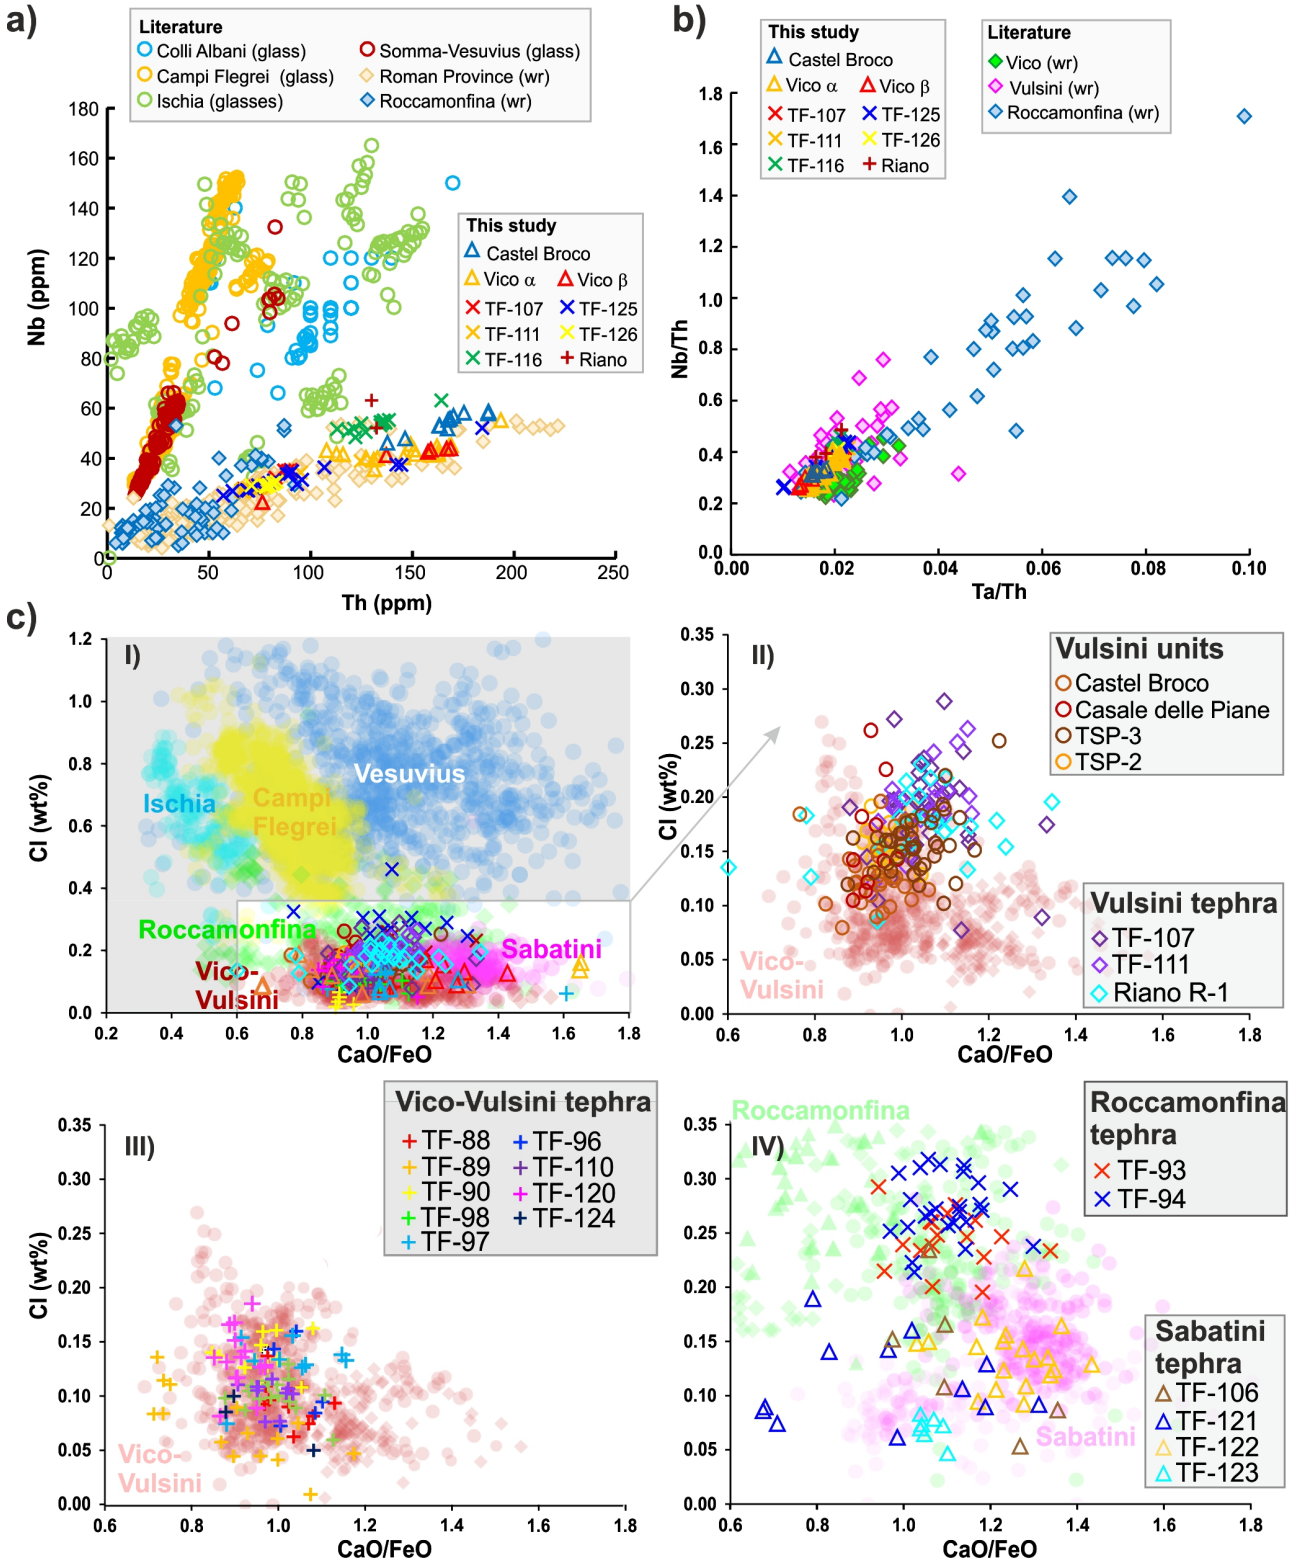 a)
Literature
Colli Albani (glass)
Somma-Vesuvius (glass)
Campi Flegrei (glass)
Roman Province (wr)
Ischia (glasses)
Roccamonfina (wr)
180
160
140
120
100
80
60
40
20
0
Nb (ppm)
This study
Castel Broco
Vico α
Vico β
TF-107
TF-125
TF-111
TF-126
TF-116
Riano
0
50
100
150
200
250
Th (ppm)
b)
This study
Castel Broco
Vico α
Vico β
TF-107
TF-125
TF-111
TF-126
TF-116
Riano
Literature
Vico (wr)
Vulsini (wr)
Roccamonfina (wr)
1.8
1.6
1.4
1.2
1.0
0.8
0.6
0.4
0.2
0.0
Nb/Th
0.00
0.02
0.04
0.06
0.08
0.10
Ta/Th
c)
I)
1.2
1.0
0.8
0.6
0.4
0.2
0.0
Cl (wt%)
Vesuvius
Ischia
Campi
Flegrei
Roccamonfina
Sabatini
Vico-
Vulsini
0.2
0.4
0.6
0.8
1.0
1.2
1.4
1.6
1.8
CaO/FeO
II)
0.35
0.30
0.25
0.20
0.15
0.10
0.05
0.00
Cl (wt%)
Vulsini units
Castel Broco
Casale delle Piane
TSP-3
TSP-2
Vulsini tephra
TF-107
TF-111
Riano R-1
Vico-
Vulsini
0.6
0.8
1.0
1.2
1.4
1.6
1.8
CaO/FeO
III)
0.35
0.30
0.25
0.20
0.15
0.10
0.05
0.00
Cl (wt%)
Vico-Vulsini tephra
TF-88
TF-96
TF-89
TF-110
TF-90
TF-120
TF-98
TF-124
TF-97
Vico-
Vulsini
0.6
0.8
1.0
1.2
1.4
1.6
1.8
CaO/FeO
IV)
Roccamonfina
0.35
0.30
0.25
0.20
0.15
0.10
0.05
0.00
Roccamonfina
tephra
TF-93
TF-94
Sabatini
tephra
TF-106
TF-121
TF-122
TF-123
Sabatini
0.6
0.8
1.0
1.2
1.4
1.6
1.8
CaO/FeO